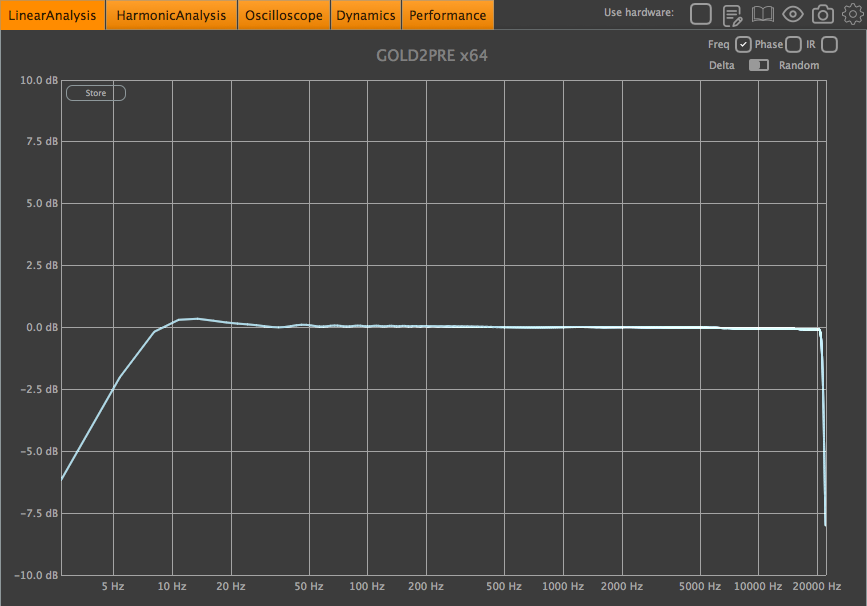 LinearAnalysis HarmonicAnalysis Oscilloscope Dynamics Performance Use hardware:
Freq Phase IR
GOLD2PRE x64
Delta Random
10.0 dB
Store
7.5 dB
5.0 dB
2.5 dB
0.0 dB
-2.5 dB
-5.0 dB
-7.5 dB
-10.0 dB
5 Hz 10 Hz 20 Hz 50 Hz 100 Hz 200 Hz 500 Hz 1000 Hz 2000 Hz 5000 Hz 10000 Hz 20000 Hz